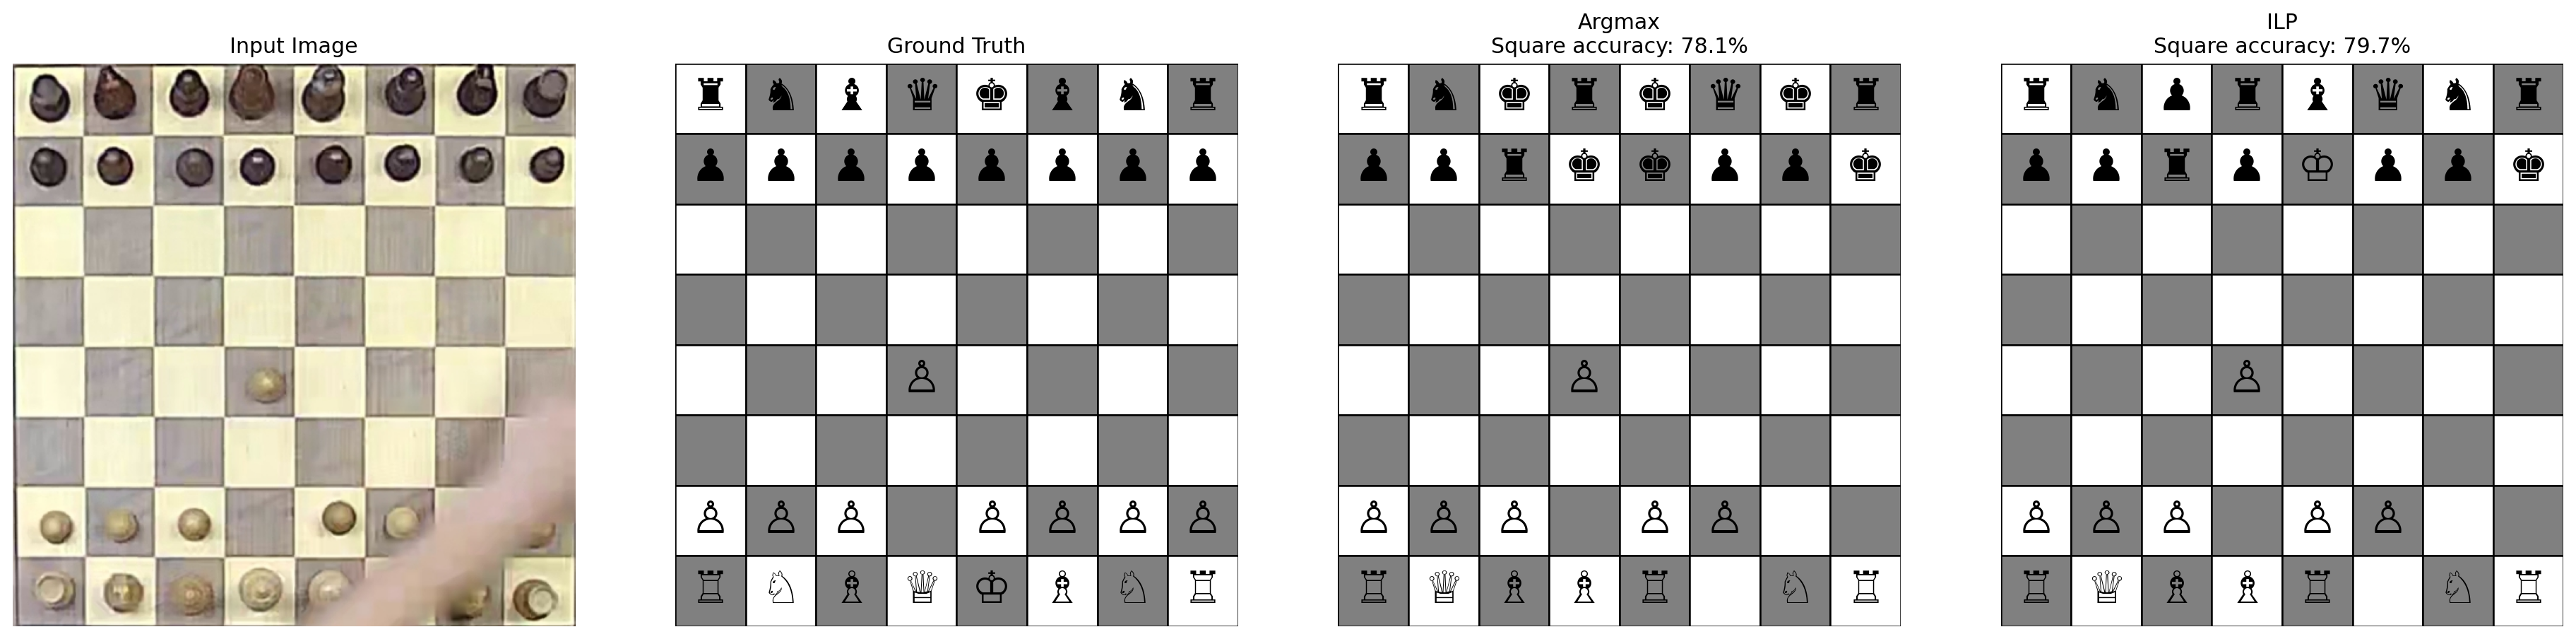 Input Image
Ground Truth
Argmax
Square accuracy: 78.1%
ILP
Square accuracy: 79.7%